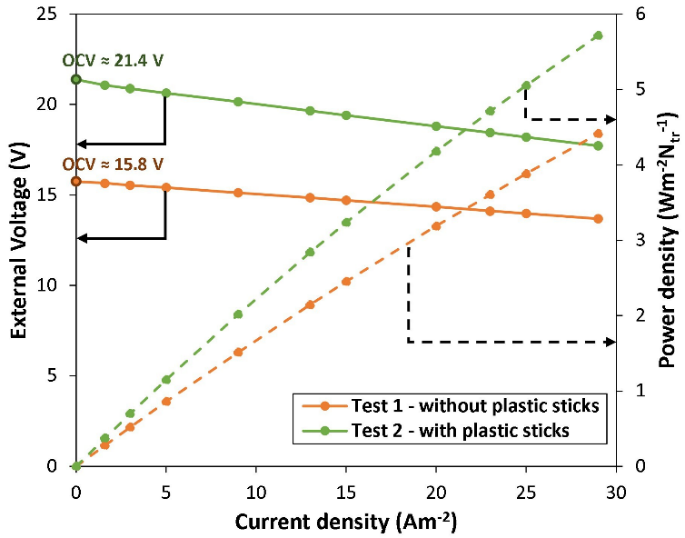 25
20
15
10
5
0
External Voltage (V)
OCV ≈ 21.4 V
OCV ≈ 15.8 V
Test 1 - without plastic sticks
Test 2 - with plastic sticks
0 5 10 15 20 25 30
Current density (Am⁻²)
6
5
4
3
2
1
0
Power density (Wm⁻²Nₜᵣ⁻¹)